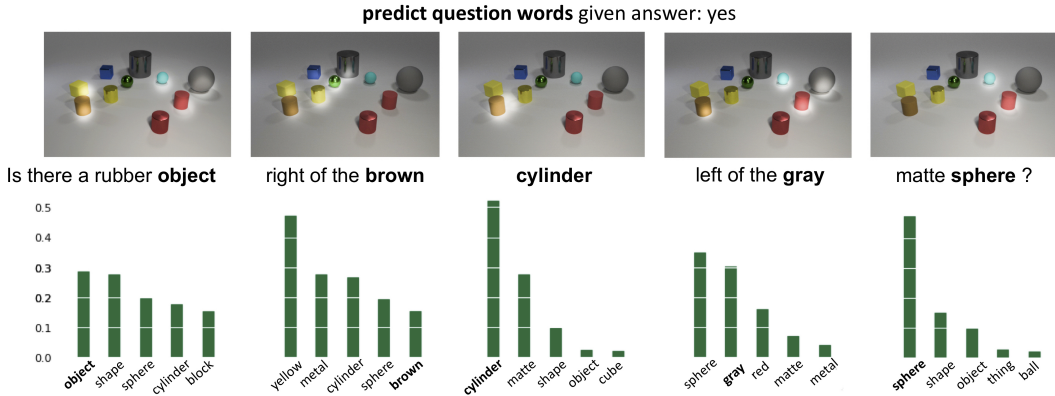 predict question words given answer: yes
Is there a rubber object right of the brown cylinder left of the gray matte sphere ?
0.5
0.4
0.3
0.2
0.1
0.0
object shape sphere cylinder block
yellow metal cylinder sphere brown
cylinder matte shape object cube
sphere gray red matte metal
sphere shape object thing ball